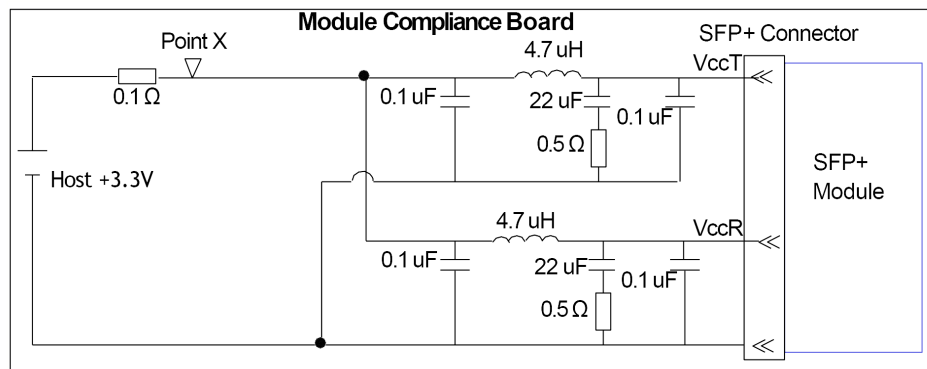 Module Compliance Board
Point X
4.7 uH
SFP+ Connector
VccT
0.1 Ω
0.1 uF
22 uF
0.1 uF
0.5 Ω
Host +3.3V
SFP+
Module
4.7 uH
VccR
0.1 uF
22 uF
0.1 uF
0.5 Ω